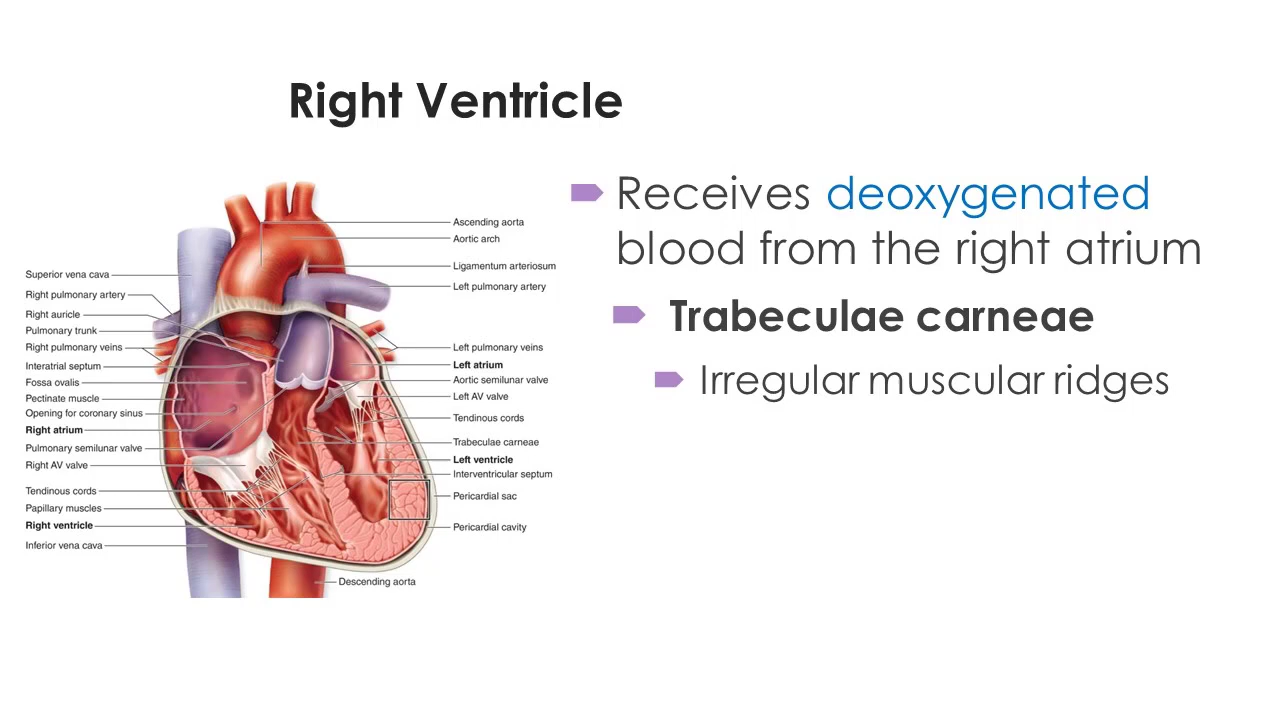 Right Ventricle
Receives deoxygenated
blood from the right atrium
Trabeculae carneae
Irregular muscular ridges
Superior vena cava
Right pulmonary artery
Right auricle
Pulmonary trunk
Right pulmonary veins
Interatrial septum
Fossa ovalis
Pectinate muscle
Opening for coronary sinus
Right atrium
Pulmonary semilunar valve
Right AV valve
Tendinous cords
Papillary muscles
Right ventricle
Inferior vena cava
Ascending aorta
Aortic arch
Ligamentum arteriosum
Left pulmonary artery
Left pulmonary veins
Left atrium
Aortic semilunar valve
Left AV valve
Tendinous cords
Trabeculae carneae
Left ventricle
Interventricular septum
Pericardial sac
Pericardial cavity
Descending aorta